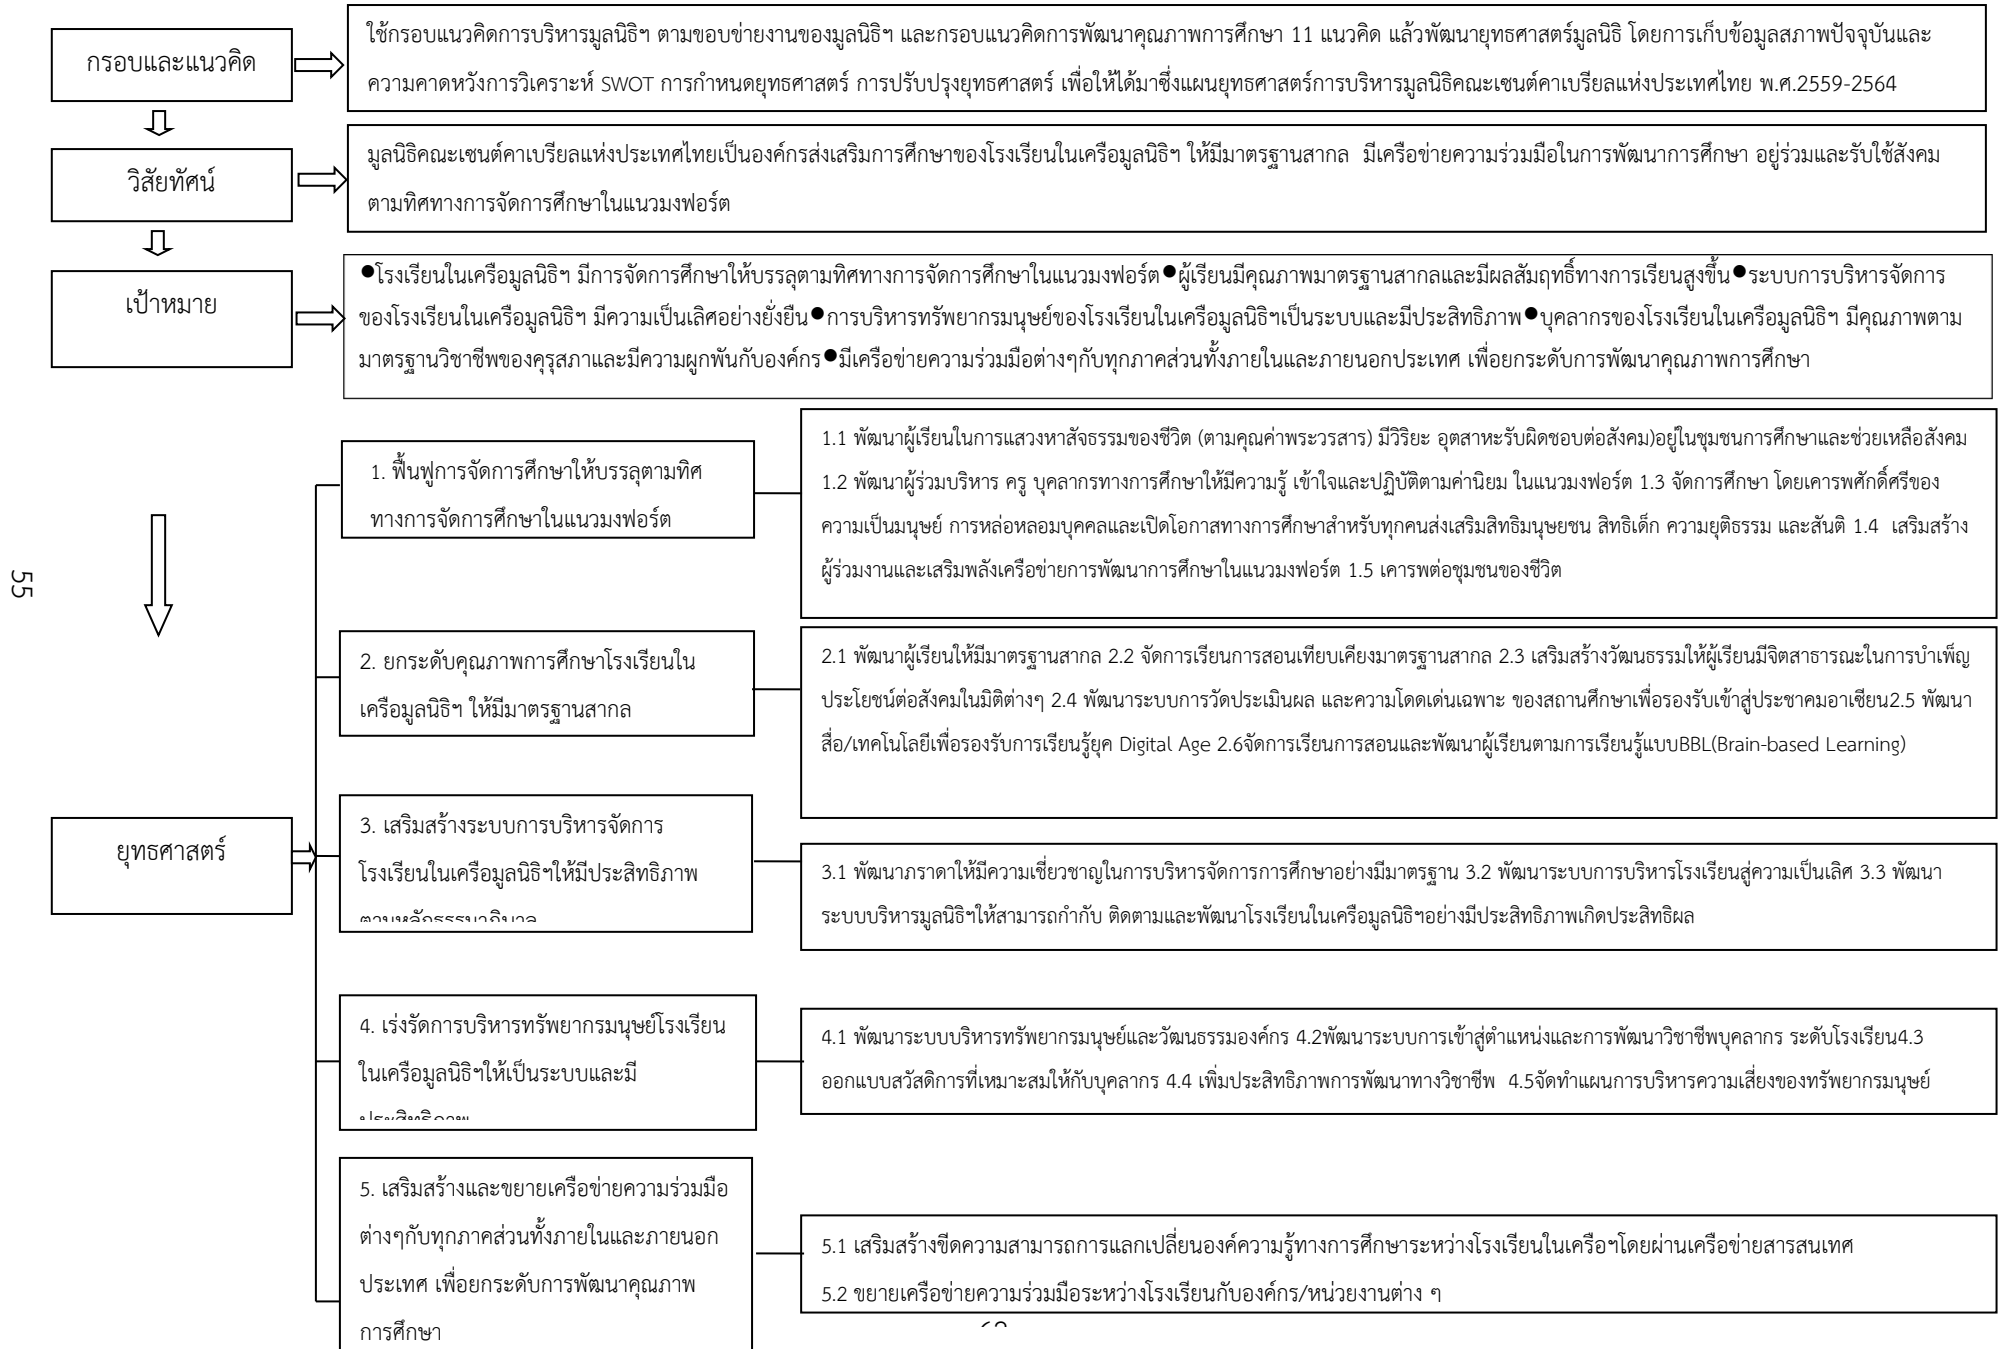 กรอบและแนวคิด
ใช้กรอบแนวคิดการบริหารมูลนิธิฯ ตามขอบข่ายงานของมูลนิธิฯ และกรอบแนวคิดการพัฒนาคุณภาพการศึกษา 11 แนวคิด แล้วพัฒนายุทธศาสตร์มูลนิธิ โดยการเก็บข้อมูลสภาพปัจจุบันและ
ความคาดหวังการวิเคราะห์ SWOT การกำหนดยุทธศาสตร์ การปรับปรุงยุทธศาสตร์ เพื่อให้ได้มาซึ่งแผนยุทธศาสตร์การบริหารมูลนิธิคณะเซนต์คาเบรียลแห่งประเทศไทย พ.ศ.2559-2564
วิสัยทัศน์
มูลนิธิคณะเซนต์คาเบรียลแห่งประเทศไทยเป็นองค์กรส่งเสริมการศึกษาของโรงเรียนในเครือมูลนิธิฯ ให้มีมาตรฐานสากล มีเครือข่ายความร่วมมือในการพัฒนาการศึกษา อยู่ร่วมและรับใช้สังคม
ตามทิศทางการจัดการศึกษาในแนวมงฟอร์ต
เป้าหมาย
●โรงเรียนในเครือมูลนิธิฯ มีการจัดการศึกษาให้บรรลุตามทิศทางการจัดการศึกษาในแนวมงฟอร์ต●ผู้เรียนมีคุณภาพมาตรฐานสากลและมีผลสัมฤทธิ์ทางการเรียนสูงขึ้น●ระบบการบริหารจัดการ
ของโรงเรียนในเครือมูลนิธิฯ มีความเป็นเลิศอย่างยั่งยืน●การบริหารทรัพยากรมนุษย์ของโรงเรียนในเครือมูลนิธิฯเป็นระบบและมีประสิทธิภาพ●บุคลากรของโรงเรียนในเครือมูลนิธิฯ มีคุณภาพตาม
มาตรฐานวิชาชีพของคุรุสภาและมีความผูกพันกับองค์กร●มีเครือข่ายความร่วมมือต่างๆกับทุกภาคส่วนทั้งภายในและภายนอกประเทศ เพื่อยกระดับการพัฒนาคุณภาพการศึกษา
55
ยุทธศาสตร์
1. ฟื้นฟูการจัดการศึกษาให้บรรลุตามทิศ
ทางการจัดการศึกษาในแนวมงฟอร์ต
1.1 พัฒนาผู้เรียนในการแสวงหาสัจธรรมของชีวิต (ตามคุณค่าพระวรสาร) มีวิริยะ อุตสาหะรับผิดชอบต่อสังคม)อยู่ในชุมชนการศึกษาและช่วยเหลือสังคม
1.2 พัฒนาผู้ร่วมบริหาร ครู บุคลากรทางการศึกษาให้มีความรู้ เข้าใจและปฏิบัติตามค่านิยม ในแนวมงฟอร์ต 1.3 จัดการศึกษา โดยเคารพศักดิ์ศรีของ
ความเป็นมนุษย์ การหล่อหลอมบุคคลและเปิดโอกาสทางการศึกษาสำหรับทุกคนส่งเสริมสิทธิมนุษยชน สิทธิเด็ก ความยุติธรรม และสันติ 1.4 เสริมสร้าง
ผู้ร่วมงานและเสริมพลังเครือข่ายการพัฒนาการศึกษาในแนวมงฟอร์ต 1.5 เคารพต่อชุมชนของชีวิต
2. ยกระดับคุณภาพการศึกษาโรงเรียนใน
เครือมูลนิธิฯ ให้มีมาตรฐานสากล
2.1 พัฒนาผู้เรียนให้มีมาตรฐานสากล 2.2 จัดการเรียนการสอนเทียบเคียงมาตรฐานสากล 2.3 เสริมสร้างวัฒนธรรมให้ผู้เรียนมีจิตสาธารณะในการบำเพ็ญ
ประโยชน์ต่อสังคมในมิติต่างๆ 2.4 พัฒนาระบบการวัดประเมินผล และความโดดเด่นเฉพาะ ของสถานศึกษาเพื่อรองรับเข้าสู่ประชาคมอาเซียน2.5 พัฒนา
สื่อ/เทคโนโลยีเพื่อรองรับการเรียนรู้ยุค Digital Age 2.6จัดการเรียนการสอนและพัฒนาผู้เรียนตามการเรียนรู้แบบBBL(Brain-based Learning)
3. เสริมสร้างระบบการบริหารจัดการ
โรงเรียนในเครือมูลนิธิฯให้มีประสิทธิภาพ
ตามหลักธรรมาภิบาล
3.1 พัฒนาภราดาให้มีความเชี่ยวชาญในการบริหารจัดการการศึกษาอย่างมีมาตรฐาน 3.2 พัฒนาระบบการบริหารโรงเรียนสู่ความเป็นเลิศ 3.3 พัฒนา
ระบบบริหารมูลนิธิฯให้สามารถกำกับ ติดตามและพัฒนาโรงเรียนในเครือมูลนิธิฯอย่างมีประสิทธิภาพเกิดประสิทธิผล
4. เร่งรัดการบริหารทรัพยากรมนุษย์โรงเรียน
ในเครือมูลนิธิฯให้เป็นระบบและมี
ประสิทธิภาพ
4.1 พัฒนาระบบบริหารทรัพยากรมนุษย์และวัฒนธรรมองค์กร 4.2พัฒนาระบบการเข้าสู่ตำแหน่งและการพัฒนาวิชาชีพบุคลากร ระดับโรงเรียน4.3
ออกแบบสวัสดิการที่เหมาะสมให้กับบุคลากร 4.4 เพิ่มประสิทธิภาพการพัฒนาทางวิชาชีพ 4.5จัดทำแผนการบริหารความเสี่ยงของทรัพยากรมนุษย์
5. เสริมสร้างและขยายเครือข่ายความร่วมมือ
ต่างๆกับทุกภาคส่วนทั้งภายในและภายนอก
ประเทศ เพื่อยกระดับการพัฒนาคุณภาพ
การศึกษา
5.1 เสริมสร้างขีดความสามารถการแลกเปลี่ยนองค์ความรู้ทางการศึกษาระหว่างโรงเรียนในเครือฯโดยผ่านเครือข่ายสารสนเทศ
5.2 ขยายเครือข่ายความร่วมมือระหว่างโรงเรียนกับองค์กร/หน่วยงานต่าง ๆ